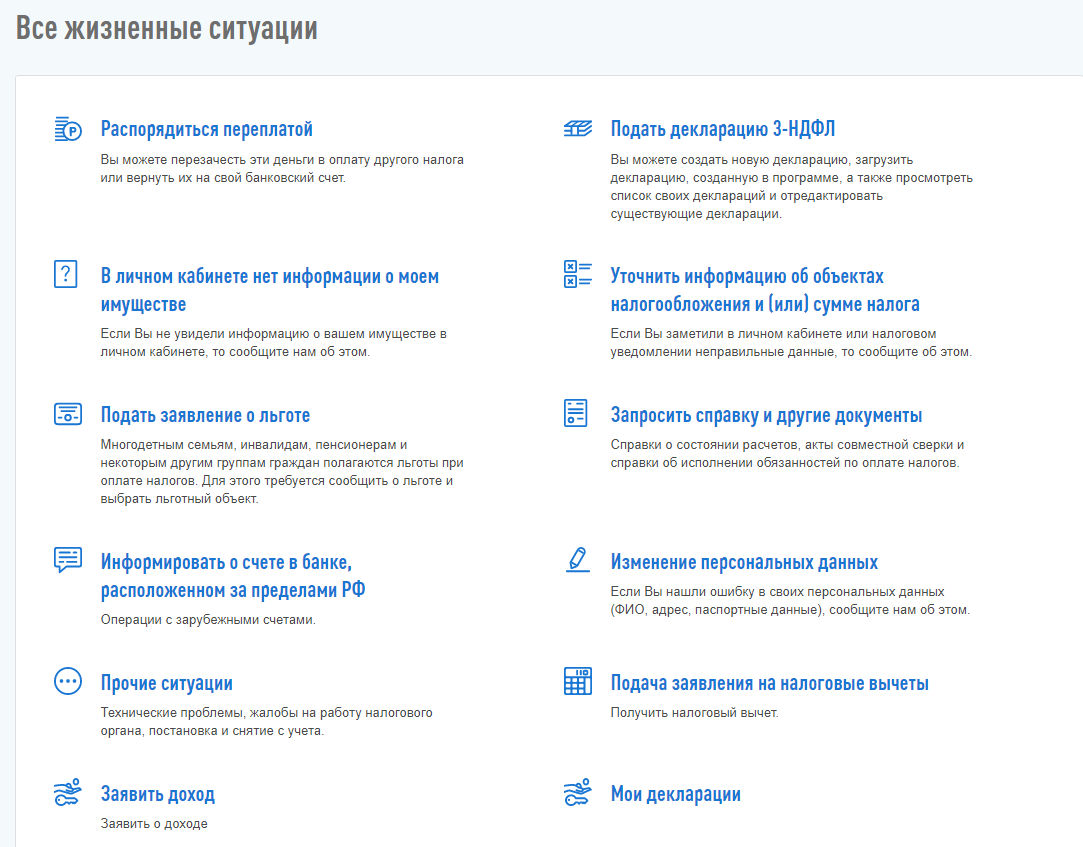 Все жизненные ситуации
Распорядиться переплатой
Вы можете перезачесть эти деньги в оплату другого налога
или вернуть их на свой банковский счет.
Подать декларацию 3-НДФЛ
Вы можете создать новую декларацию, загрузить
декларацию, созданную в программе, а также просмотреть
список своих деклараций и отредактировать
существующие декларации.
В личном кабинете нет информации о моем
имуществе
Если Вы не увидели информацию о вашем имуществе в
личном кабинете, то сообщите нам об этом.
Уточнить информацию об объектах
налогообложения и (или) сумме налога
Если Вы заметили в личном кабинете или налоговом
уведомлении неправильные данные, то сообщите об этом.
Подать заявление о льготе
Многодетным семьям, инвалидам, пенсионерам и
некоторым другим группам граждан полагаются льготы при
оплате налогов. Для этого требуется сообщить о льготе и
выбрать льготный объект.
Запросить справку и другие документы
Справки о состоянии расчетов, акты совместной сверки и
справки об исполнении обязанностей по оплате налогов.
Информировать о счете в банке,
расположенном за пределами РФ
Операции с зарубежными счетами.
Изменение персональных данных
Если Вы нашли ошибку в своих персональных данных
(ФИО, адрес, паспортные данные), сообщите нам об этом.
Прочие ситуации
Технические проблемы, жалобы на работу налогового
органа, постановка и снятие с учета.
Подача заявления на налоговые вычеты
Получить налоговый вычет.
Заявить доход
Заявить о доходе
Мои декларации